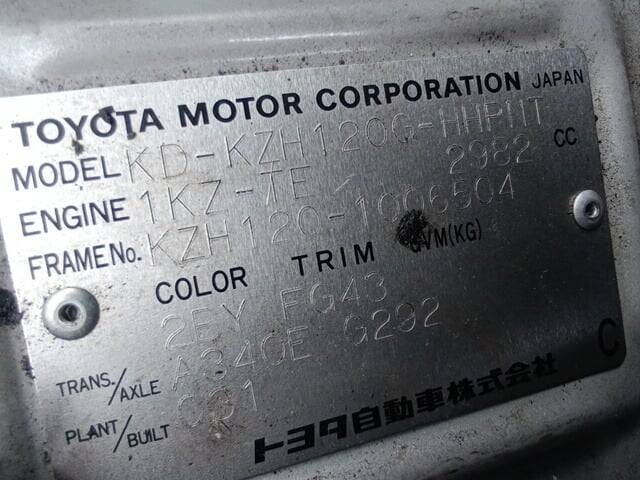 TOYOTA MOTOR CORPORATION JAPAN
MODEL KD-KZH120G-HHPIIT
ENGINE 1KZ-TE 2982 CC
FRAME No. KZH120-1006504
COLOR TRIM GVM(KG)
2EY FG43
TRANS./AXLE A340E G292
PLANT/BUILT C31
トヨタ自動車株式会社 C